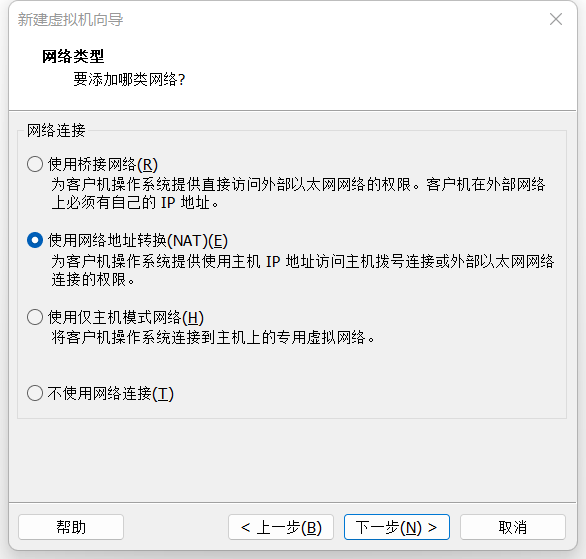 新建虚拟机向导
网络类型
要添加哪类网络?
网络连接
使用桥接网络(R)
为客户机操作系统提供直接访问外部以太网网络的权限。客户机在外部网络
上必须有自己的 IP 地址。
使用网络地址转换(NAT)(E)
为客户机操作系统提供使用主机 IP 地址访问主机拨号连接或外部以太网网络
连接的权限。
使用仅主机模式网络(H)
将客户机操作系统连接到主机上的专用虚拟网络。
不使用网络连接(T)
帮助
< 上一步(B)
下一步(N) >
取消